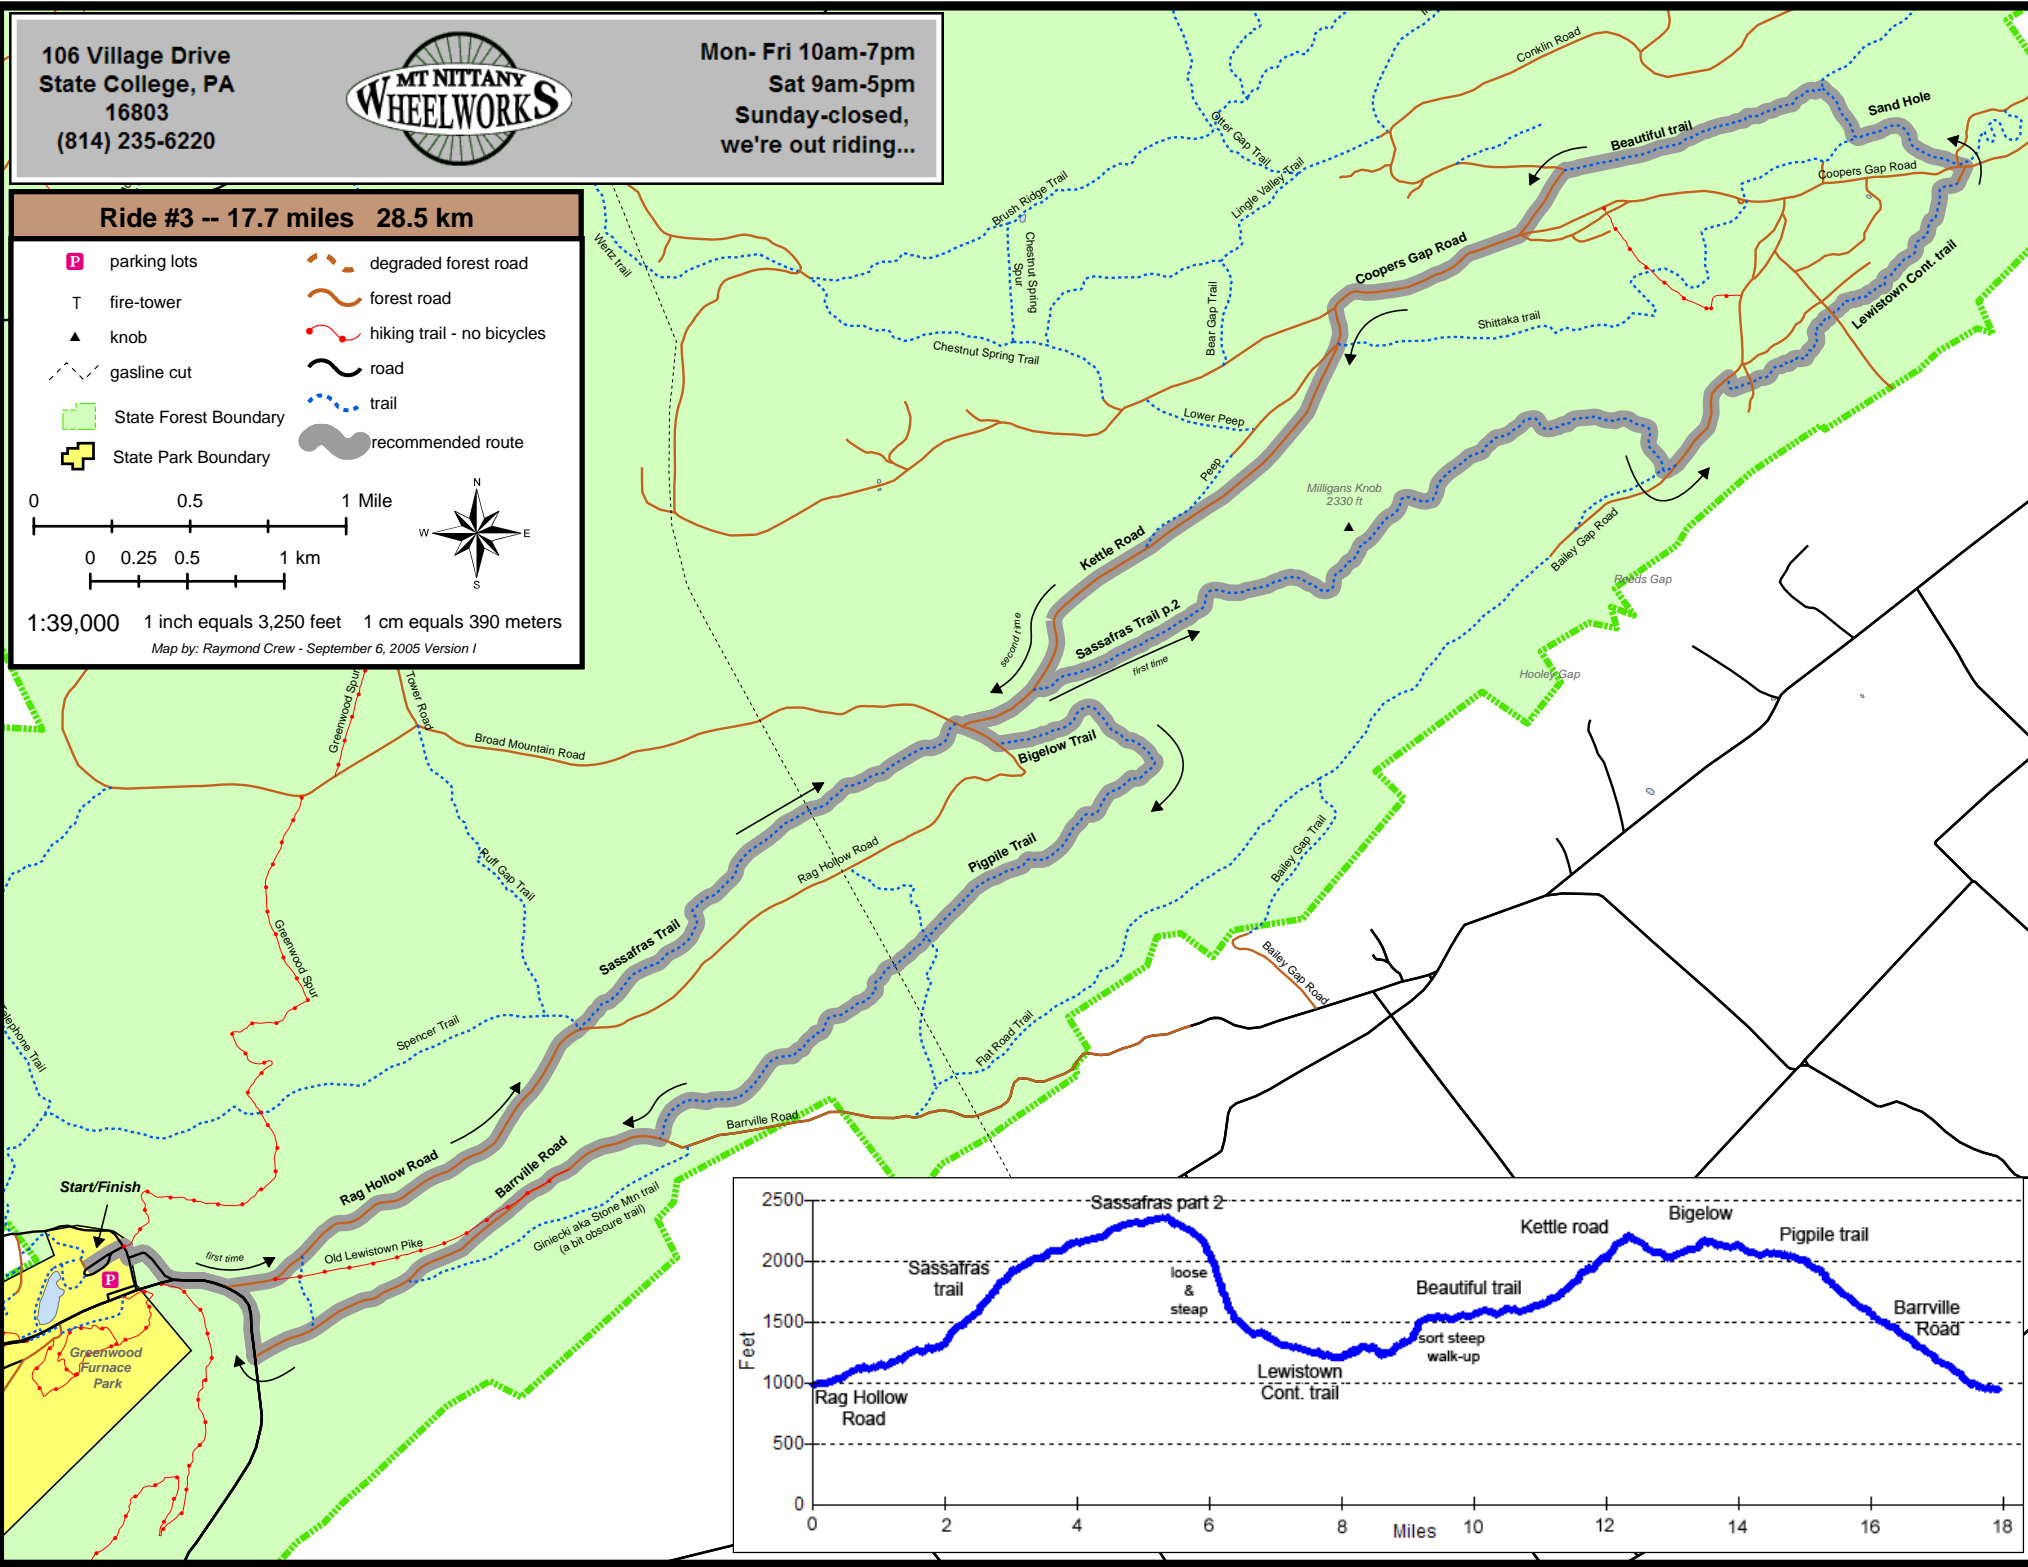 106 Village Drive
State College, PA
16803
(814) 235-6220
MT NITTANY
WHEELWORKS
Mon- Fri 10am-7pm
Sat 9am-5pm
Sunday-closed,
we're out riding...
Ride #3 -- 17.7 miles 28.5 km
P parking lots
T fire-tower
knob
gasline cut
State Forest Boundary
State Park Boundary
degraded forest road
forest road
hiking trail - no bicycles
road
trail
recommended route
0 0.5 1 Mile
0 0.25 0.5 1 km
N
W E
S
1:39,000 1 inch equals 3,250 feet 1 cm equals 390 meters
Map by: Raymond Crew - September 6, 2005 Version I
Conklin Road
Sand Hole
Beautiful trail
Otter Gap Trail
Coopers Gap Road
Lingle Valley Trail
Brush Ridge Trail
Wertz trail
Chestnut Spring
Spur
Coopers Gap Road
Lewistown Cont. trail
Bear Gap Trail
Shittaka trail
Chestnut Spring Trail
Lower Peep
Peep
Milligans Knob
2330 ft
Kettle Road
Bailey Gap Road
Reeds Gap
second time
Sassafras Trail p.2
first time
Hooley Gap
Greenwood Spur
Tower Road
Broad Mountain Road
Bigelow Trail
Rag Hollow Road
Pigpile Trail
Bailey Gap Trail
Ruff Gap Trail
Sassafras Trail
Greenwood Spur
Bailey Gap Road
Telephone Trail
Spencer Trail
Flat Road Trail
Barrville Road
Rag Hollow Road
Barrville Road
Start/Finish
first time
Old Lewistown Pike
Giniecki aka Stone Mtn trail
(a bit obscure trail)
P
Greenwood
Furnace
Park
2500
2000
1500
1000
500
0
Feet
Sassafras part 2
Sassafras
trail
loose
&
steap
Rag Hollow
Road
Lewistown
Cont. trail
Beautiful trail
sort steep
walk-up
Kettle road
Bigelow
Pigpile trail
Barrville
Road
0 2 4 6 8 10 12 14 16 18
Miles